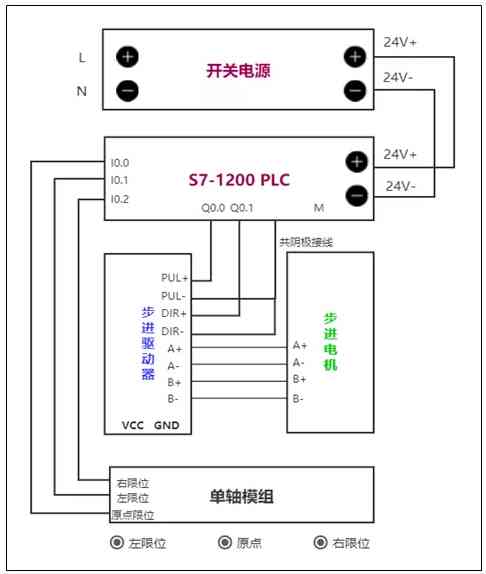 L
开关电源
24V+
N
24V-
I0.0
I0.1
I0.2
S7-1200 PLC
24V+
24V-
Q0.0 Q0.1 M
共阴极接线
PUL+
PUL-
DIR+
DIR-
A+
A-
B+
B-
步进驱动器
VCC GND
A+
A-
B+
B-
步进电机
右限位
左限位
原点限位
单轴模组
左限位 原点 右限位